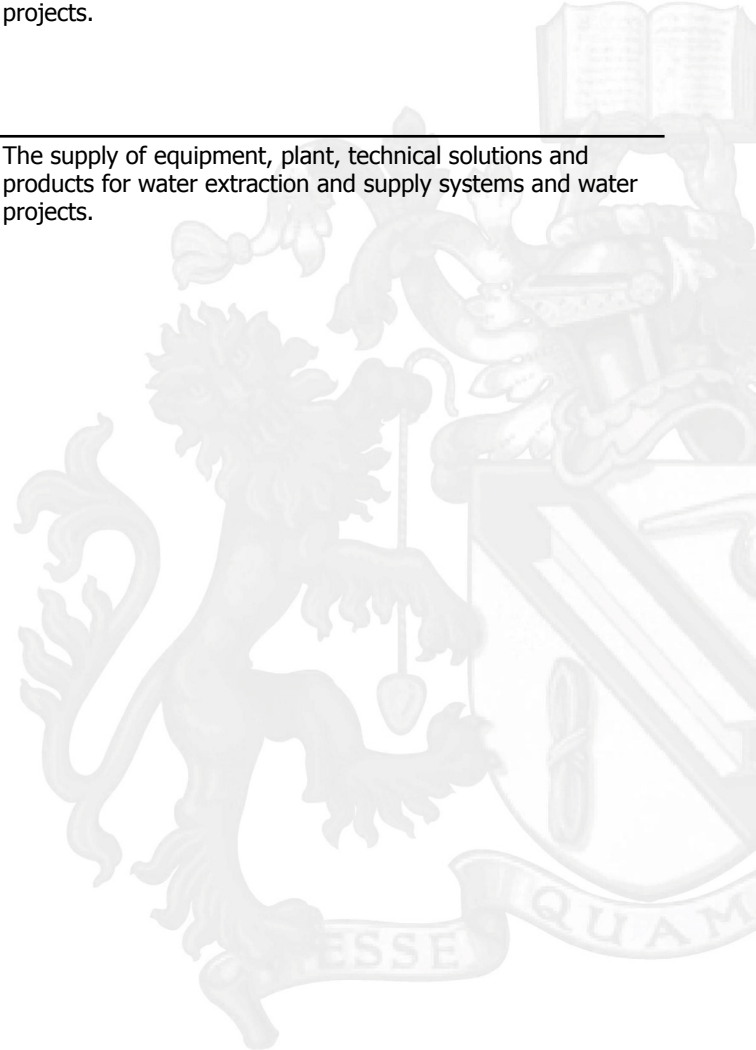 projects.
The supply of equipment, plant, technical solutions and
products for water extraction and supply systems and water
projects.
ESSE
QUAM